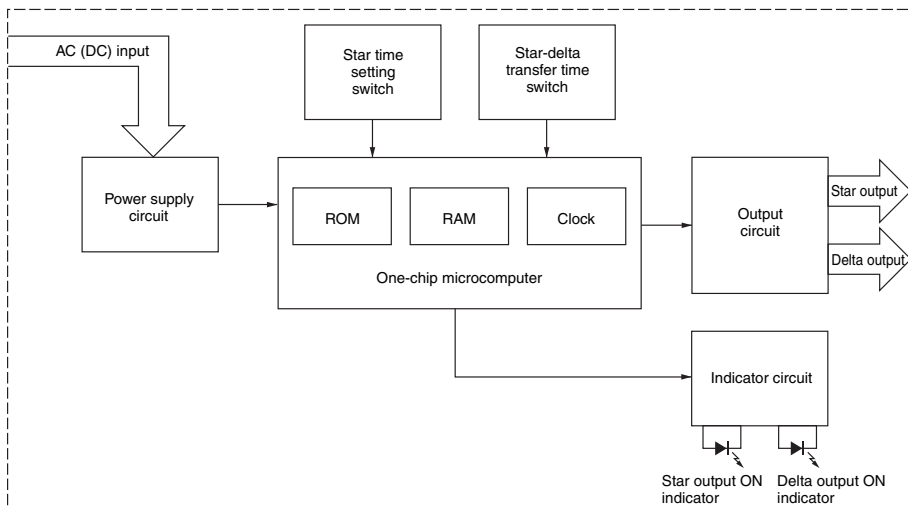 AC (DC) input
Star time
setting
switch
Star-delta
transfer time
switch
Power supply
circuit
ROM
RAM
Clock
One-chip microcomputer
Output
circuit
Star output
Delta output
Indicator circuit
Star output ON
indicator
Delta output ON
indicator